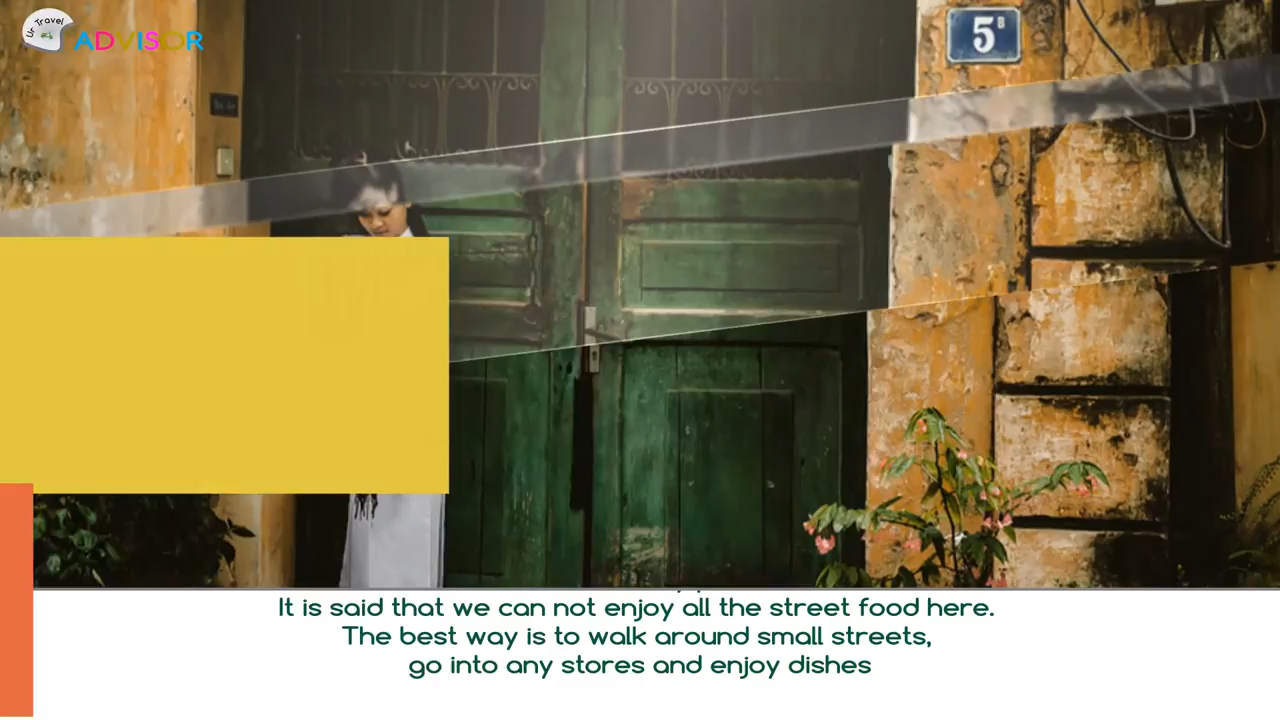 Ur Travel
ADVISOR
5B
It is said that we can not enjoy all the street food here.
The best way is to walk around small streets,
go into any stores and enjoy dishes